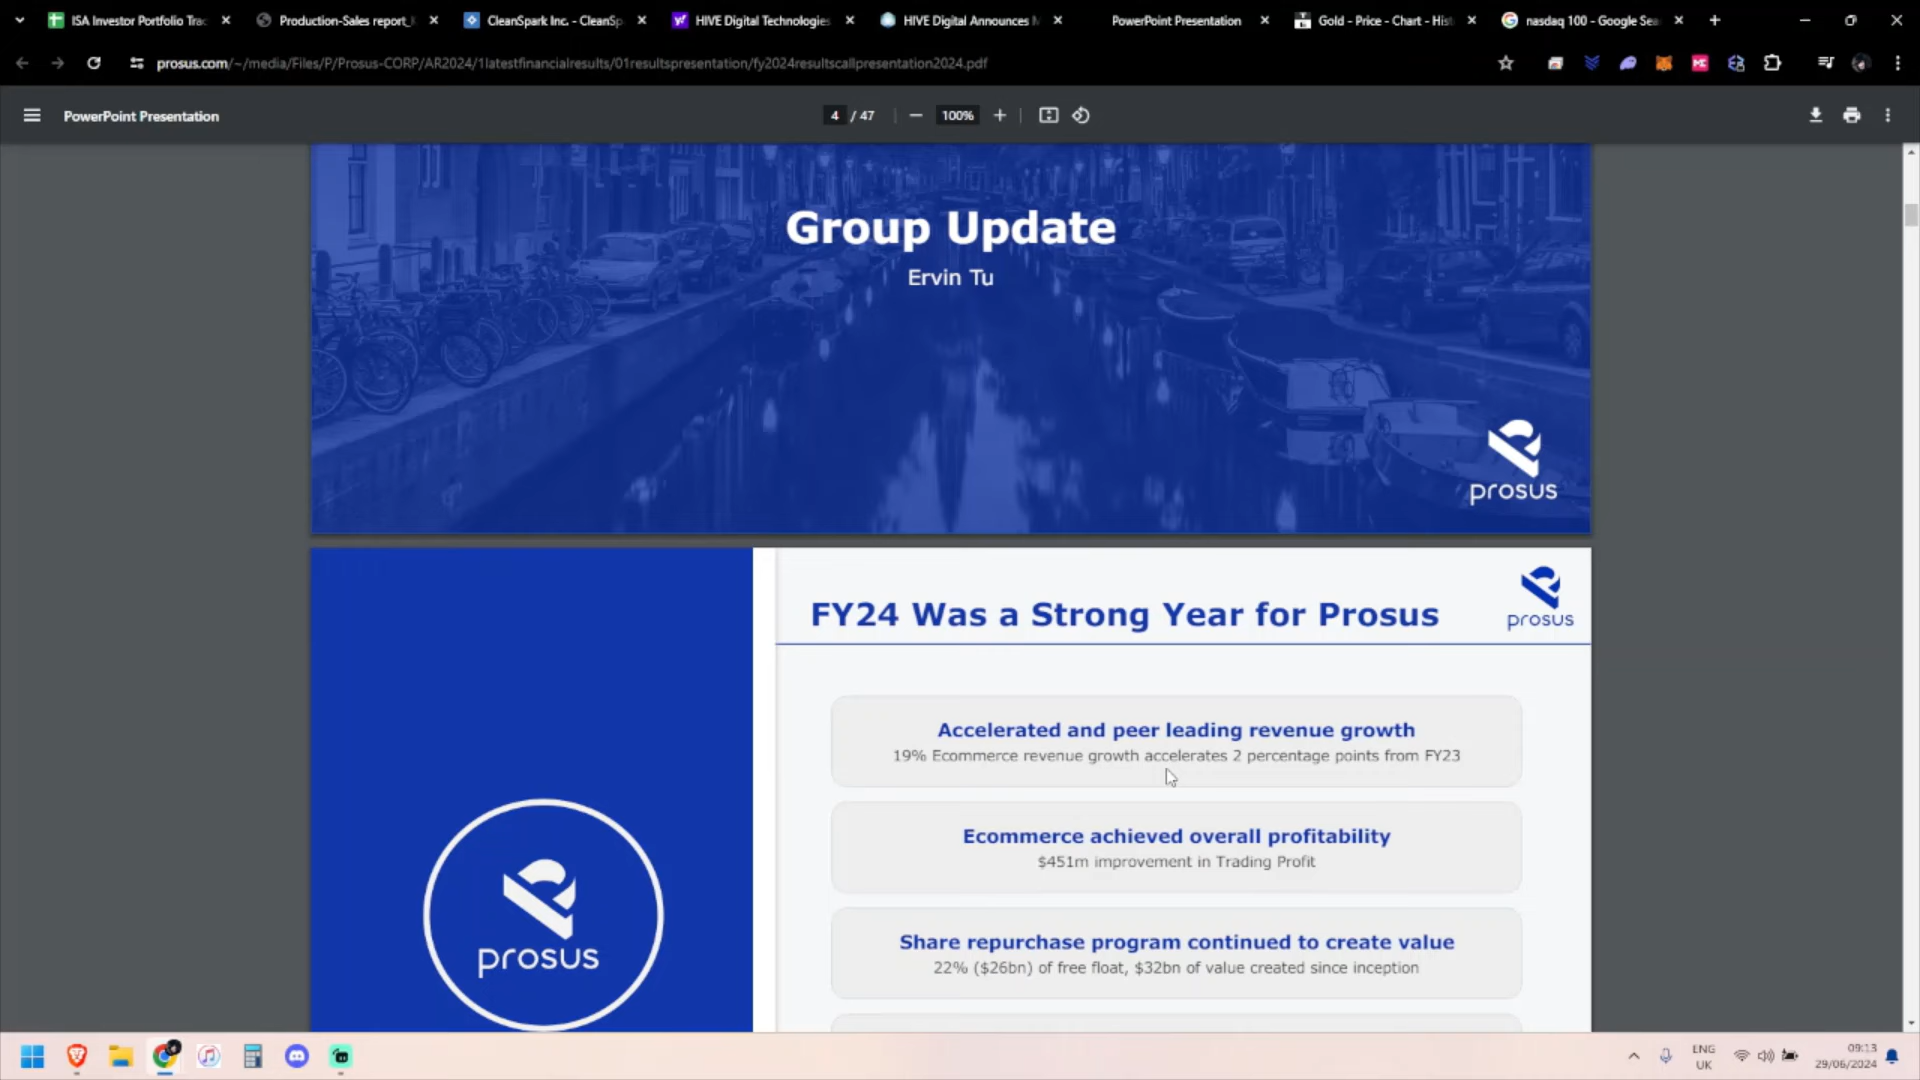 ISA Investor Portfolio Trac
Production-Sales report_
CleanSpark Inc. - CleanSp
HIVE Digital Technologies
HIVE Digital Announces M
PowerPoint Presentation
Gold - Price - Chart - Hist
nasdaq 100 - Google Sea
prosus.com/~/media/Files/P/Prosus-CORP/AR2024/1latestfinancialresults/01resultspresentation/fy2024resultscallpresentation2024.pdf
PowerPoint Presentation
4 / 47
100%
Group Update
Ervin Tu
prosus
FY24 Was a Strong Year for Prosus
prosus
Accelerated and peer leading revenue growth
19% Ecommerce revenue growth accelerates 2 percentage points from FY23
Ecommerce achieved overall profitability
$451m improvement in Trading Profit
Share repurchase program continued to create value
22% ($26bn) of free float, $32bn of value created since inception
prosus
ENG
UK
09:13
29/06/2024